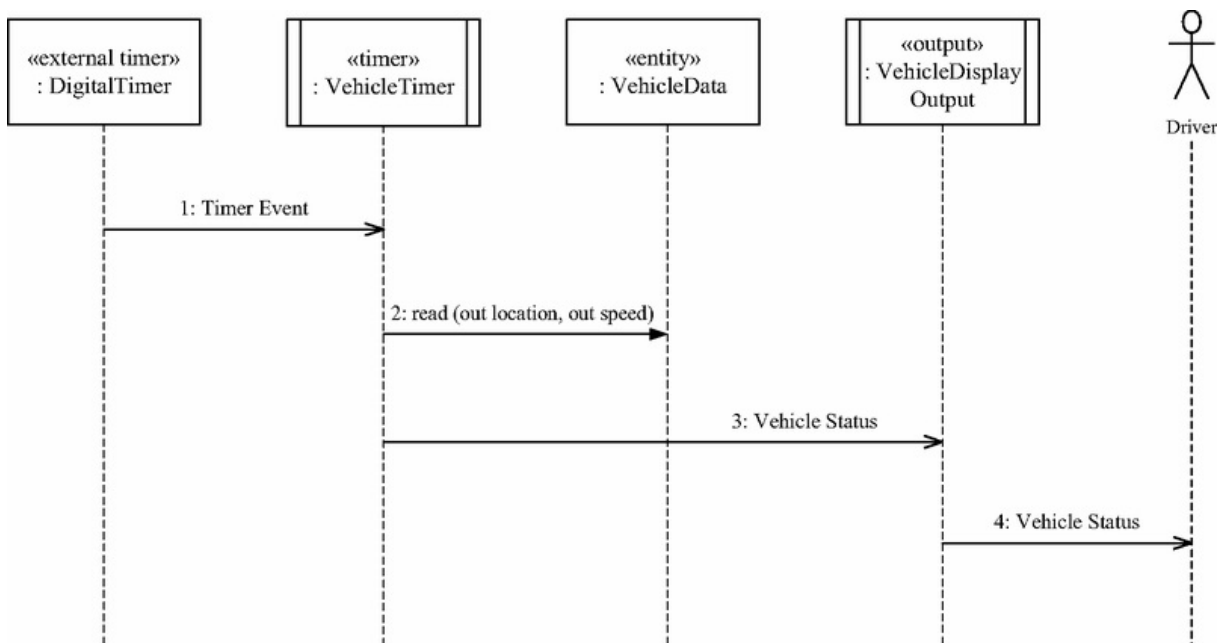 «external timer»
: DigitalTimer
«timer»
: VehicleTimer
«entity»
: VehicleData
«output»
: VehicleDisplay
Output
Driver
1: Timer Event
2: read (out location, out speed)
3: Vehicle Status
4: Vehicle Status